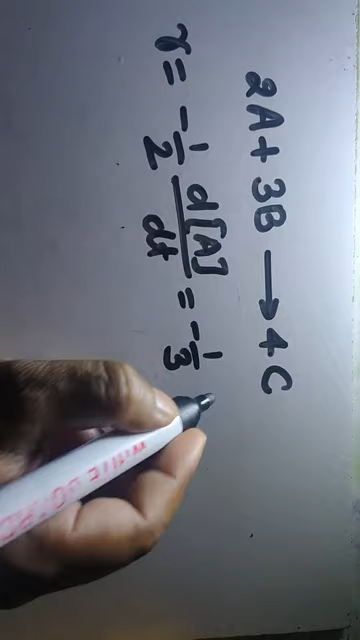 2A + 3B → 4C
r = -1/2 d[A]/dt = -1/3